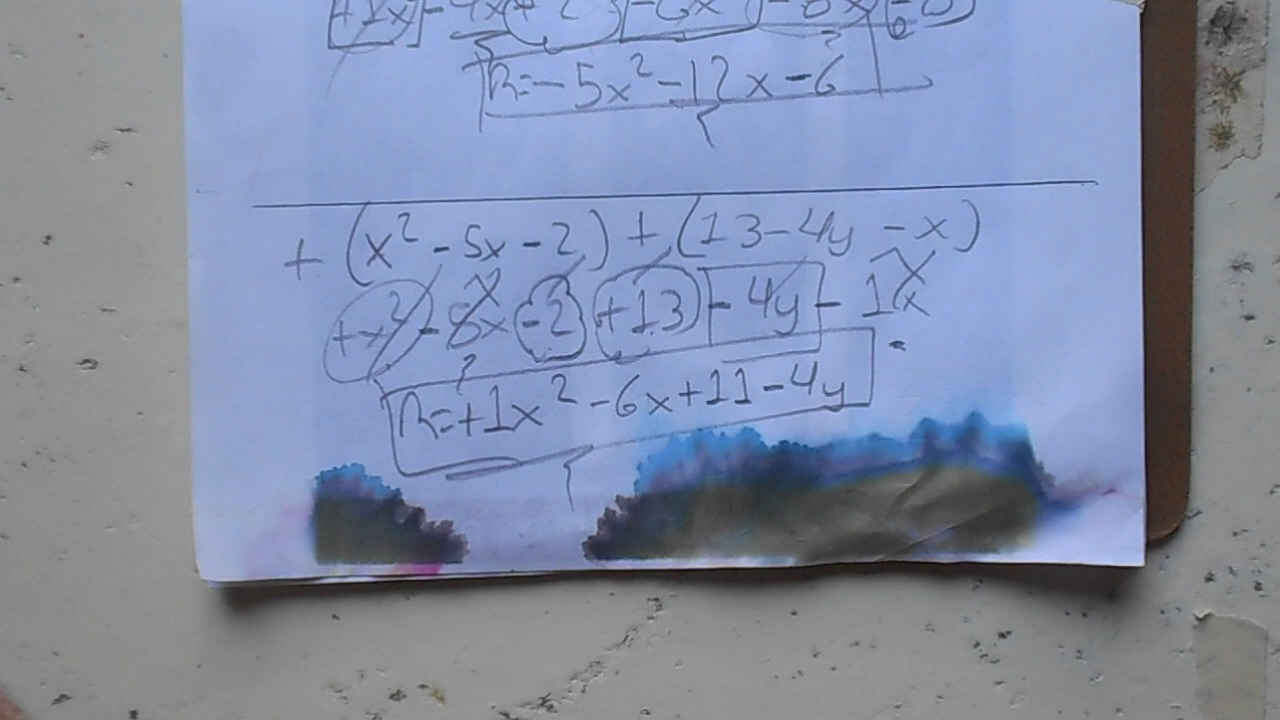 R=-5x²-12x-6
+ (x² - 5x - 2) + (13 - 4y - x)
+x² - 5x - 2 + 13 - 4y - 1x
R=+1x² - 6x + 11 - 4y